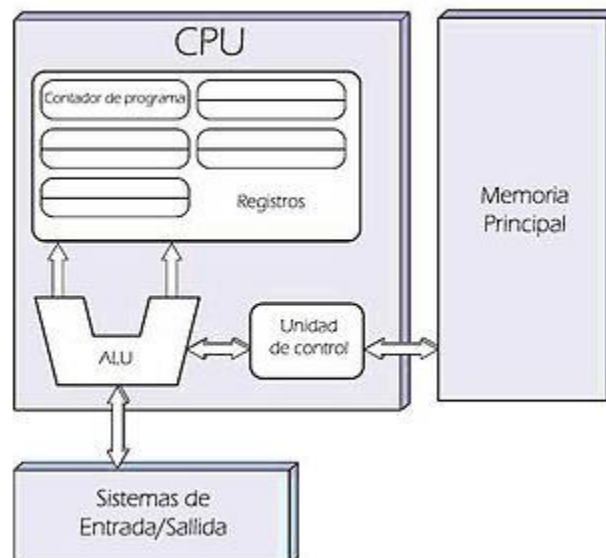 CPU
Contador de programa
Registros
Memoria
Principal
ALU
Unidad
de control
Sistemas de
Entrada/Sallida